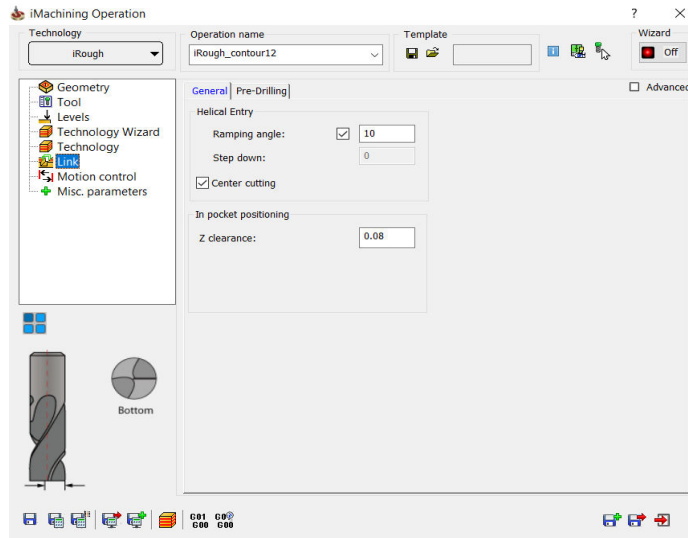 iMachining Operation
?
Technology
iRough
Operation name
iRough_contour12
Template
Wizard
Off
Geometry
Tool
Levels
Technology Wizard
Technology
Link
Motion control
Misc. parameters
General
Pre-Drilling
Advanced
Helical Entry
Ramping angle:
10
Step down:
0
Center cutting
In pocket positioning
Z clearance:
0.08
Bottom
G01
G00
G00